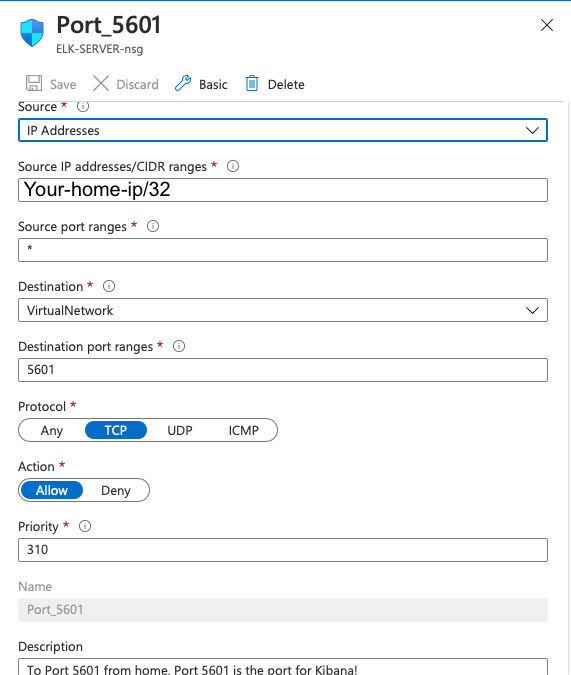 Port_5601
ELK-SERVER-nsg
Save Discard Basic Delete
Source *
IP Addresses
Source IP addresses/CIDR ranges *
Your-home-ip/32
Source port ranges *
*
Destination *
VirtualNetwork
Destination port ranges *
5601
Protocol *
Any TCP UDP ICMP
Action *
Allow Deny
Priority *
310
Name
Port_5601
Description
To Port 5601 from home. Port 5601 is the port for Kibana!